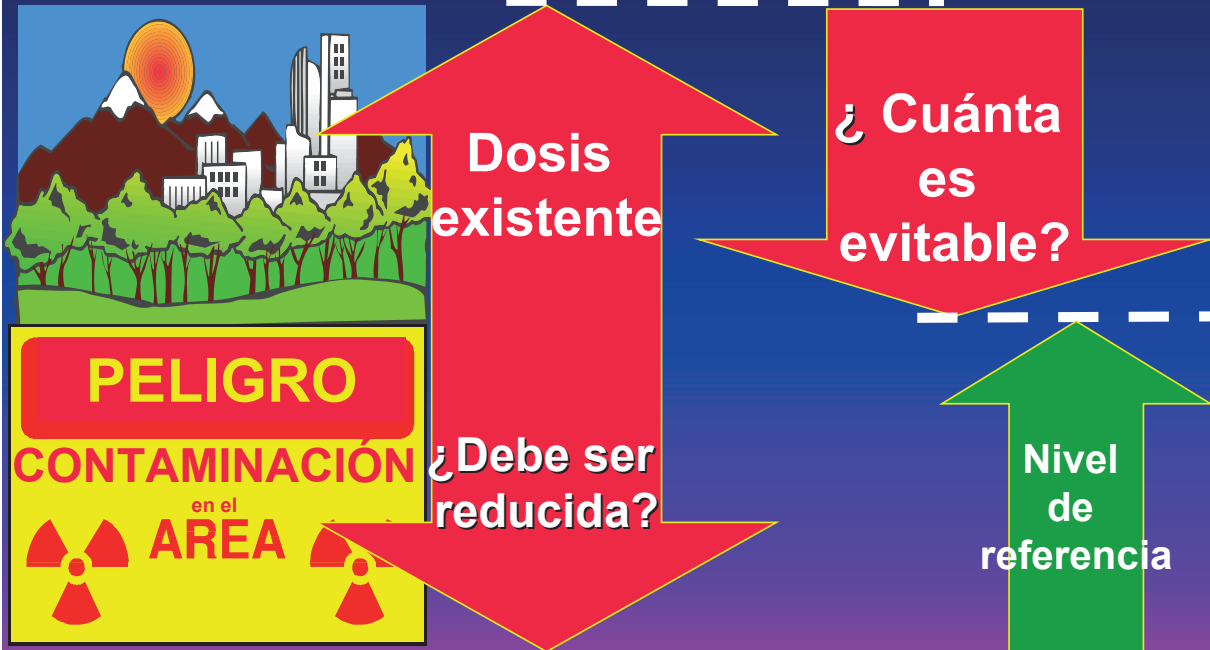 Dosis
existente
¿Debe ser
reducida?
¿ Cuánta
es
evitable?
Nivel
de
referencia
PELIGRO
CONTAMINACIÓN
en el
AREA